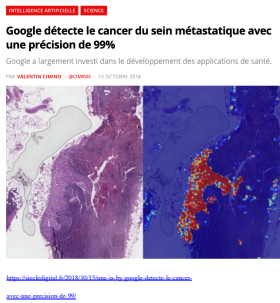 INTELLIGENCE ARTIFICIELLE SCIENCE
Google détecte le cancer du sein métastatique avec
une précision de 99%
Google a largement investi dans le développement des applications de santé.
PAR VALENTIN CIMINO - @CIMINIX / 15 OCTOBRE 2018
https://siecledigital.fr/2018/10/15/une-ia-by-google-detecte-le-cancer-
avec-une-precision-de-99/